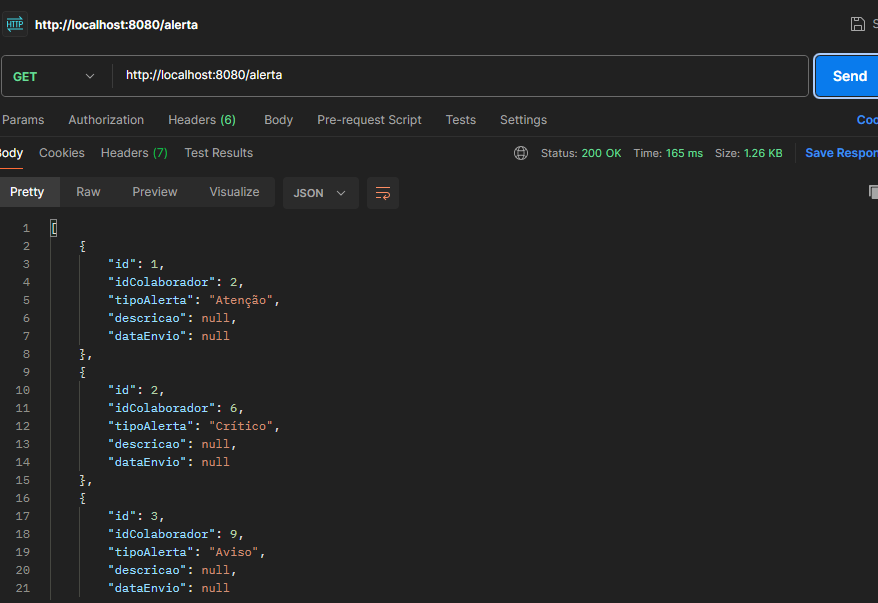 HTTP http://localhost:8080/alerta S
GET http://localhost:8080/alerta Send
Params Authorization Headers (6) Body Pre-request Script Tests Settings Coo
Body Cookies Headers (7) Test Results Status: 200 OK Time: 165 ms Size: 1.26 KB Save Respon
Pretty Raw Preview Visualize JSON
1 [
2 {
3 "id": 1,
4 "idColaborador": 2,
5 "tipoAlerta": "Atenção",
6 "descricao": null,
7 "dataEnvio": null
8 },
9 {
10 "id": 2,
11 "idColaborador": 6,
12 "tipoAlerta": "Crítico",
13 "descricao": null,
14 "dataEnvio": null
15 },
16 {
17 "id": 3,
18 "idColaborador": 9,
19 "tipoAlerta": "Aviso",
20 "descricao": null,
21 "dataEnvio": null